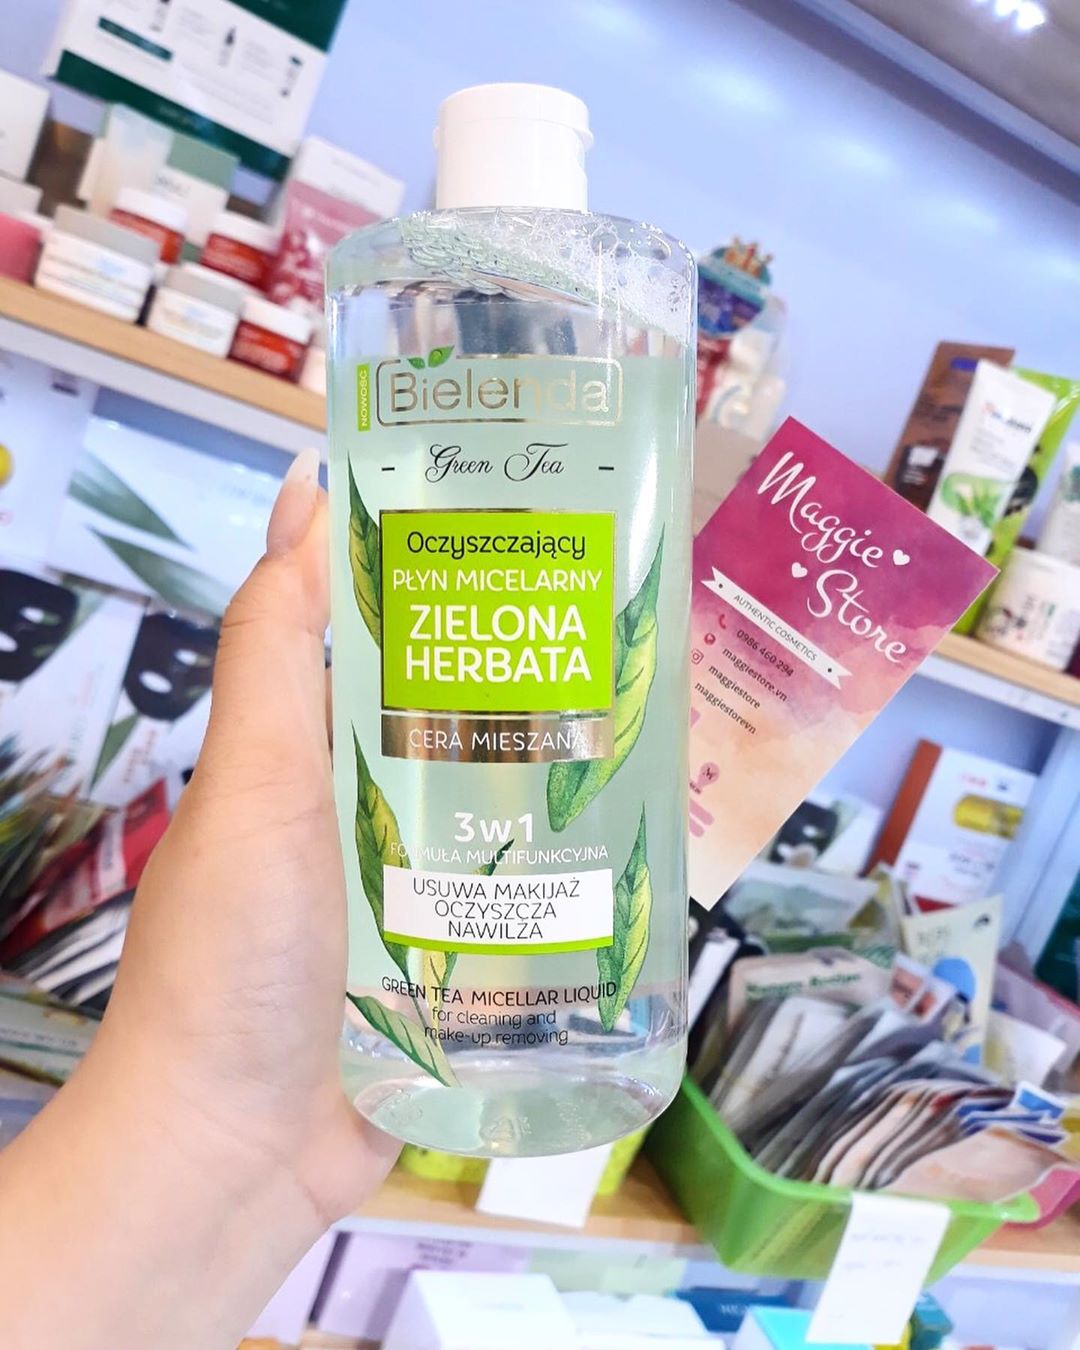 NOWOŚĆ
Bielenda
Green Tea
Oczyszczający
PŁYN MICELARNY
ZIELONA
HERBATA
CERA MIESZANA
3w1
FORMUŁA MULTIFUNKCYJNA
USUWA MAKIJAŻ
OCZYSZCZA
NAWILŻA
GREEN TEA MICELLAR LIQUID
for cleaning and
make-up removing
Maggie
Store
AUTHENTIC COSMETICS
0986 460 294
maggiestore.vn
maggiestore
maggiestorevn